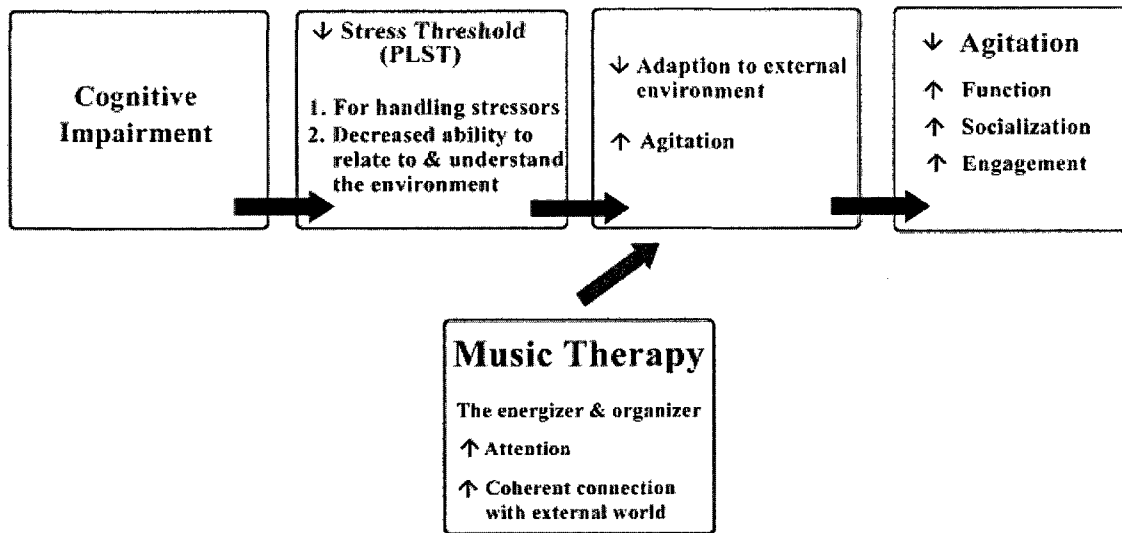 Cognitive
Impairment
↓ Stress Threshold
(PLST)
1. For handling stressors
2. Decreased ability to
relate to & understand
the environment
↓ Adaption to external
environment
↑ Agitation
↓ Agitation
↑ Function
↑ Socialization
↑ Engagement
Music Therapy
The energizer & organizer
↑ Attention
↑ Coherent connection
with external world